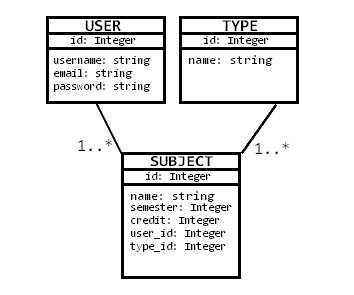 USER
id: Integer
username: string
email: string
password: string
TYPE
id: Integer
name: string
1..*
1..*
SUBJECT
id: Integer
name: string
semester: Integer
credit: Integer
user_id: Integer
type_id: Integer